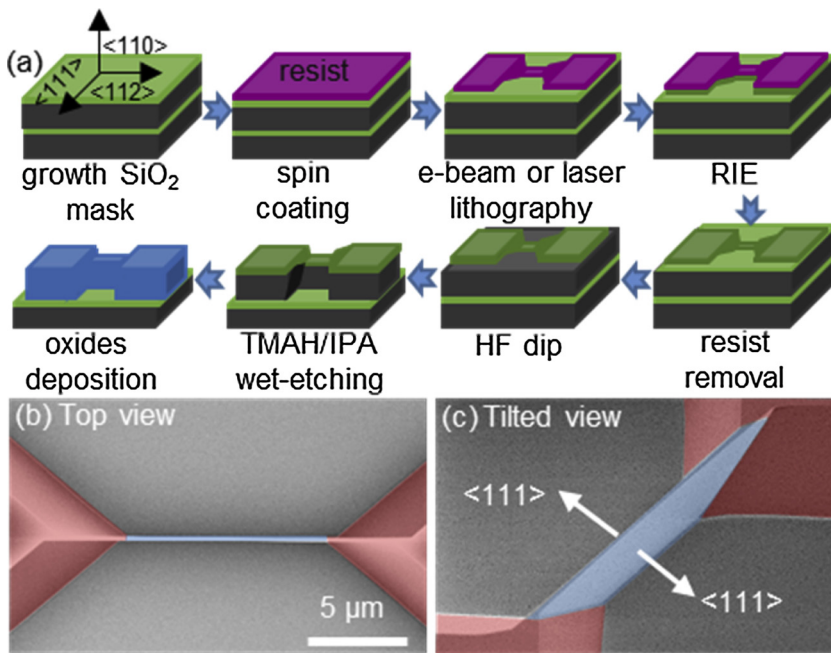 (a)
<110>
<111>
<112>
resist
growth SiO₂
mask
spin
coating
e-beam or laser
lithography
RIE
oxides
deposition
TMAH/IPA
wet-etching
HF dip
resist
removal
(b) Top view
5 µm
(c) Tilted view
<111>
<111>